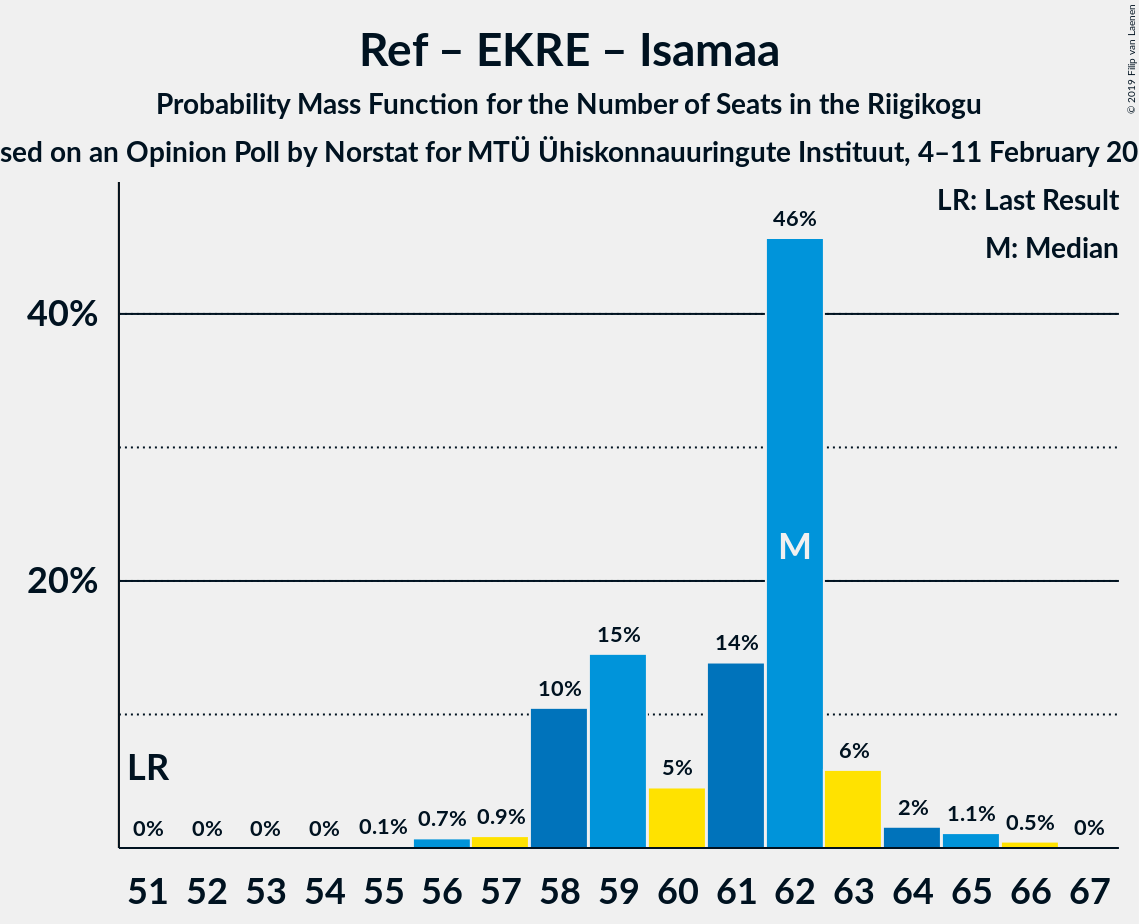 Ref – EKRE – Isamaa
Probability Mass Function for the Number of Seats in the Riigikogu
sed on an Opinion Poll by Norstat for MTÜ Ühiskonnauuringute Instituut, 4–11 February 20
© 2019 Filip van Laenen
LR: Last Result
M: Median
46%
40%
M
20%
15%
14%
10%
6%
5%
LR
0% 0% 0% 0% 0.1% 0.7% 0.9% 2% 1.1% 0.5% 0%
51 52 53 54 55 56 57 58 59 60 61 62 63 64 65 66 67